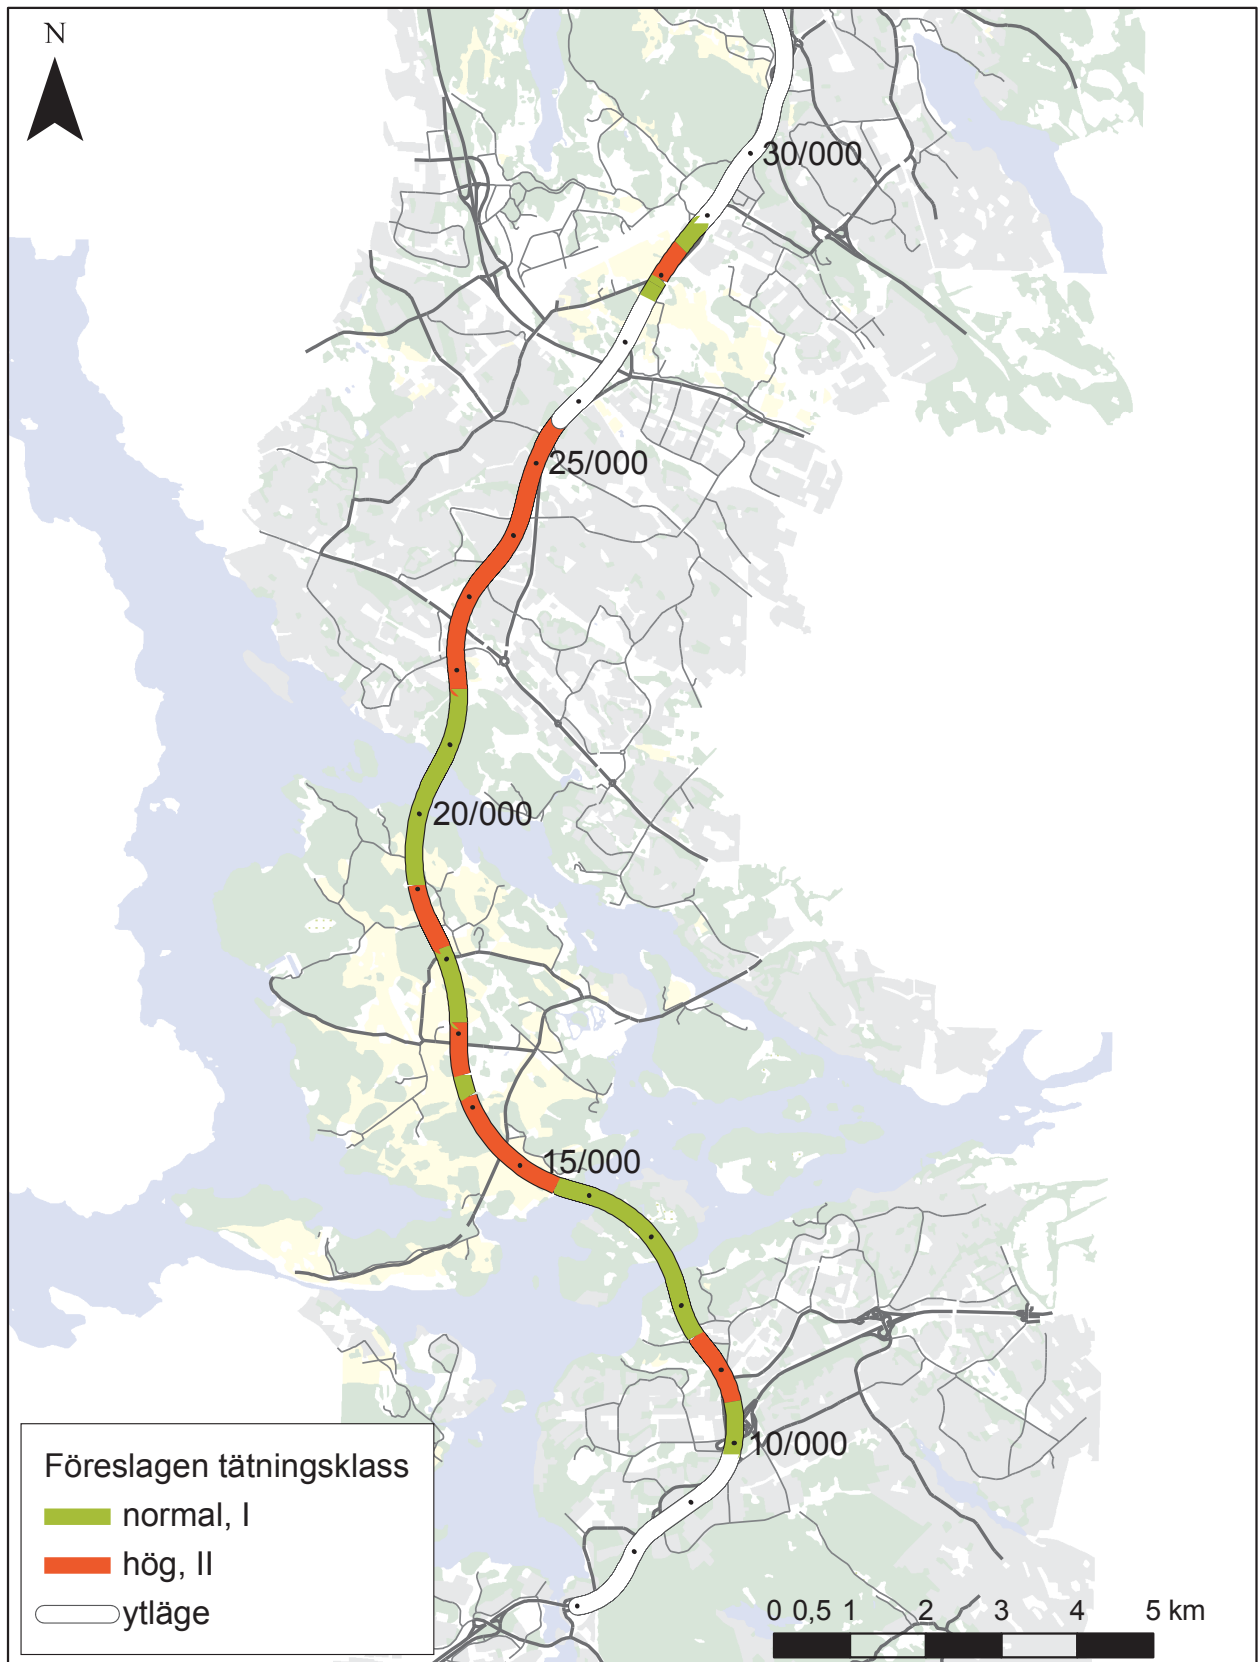 N
30/000
25/000
20/000
15/000
10/000
Föreslagen tätningsklass
normal, I
hög, II
ytläge
0 0,5 1 2 3 4 5 km